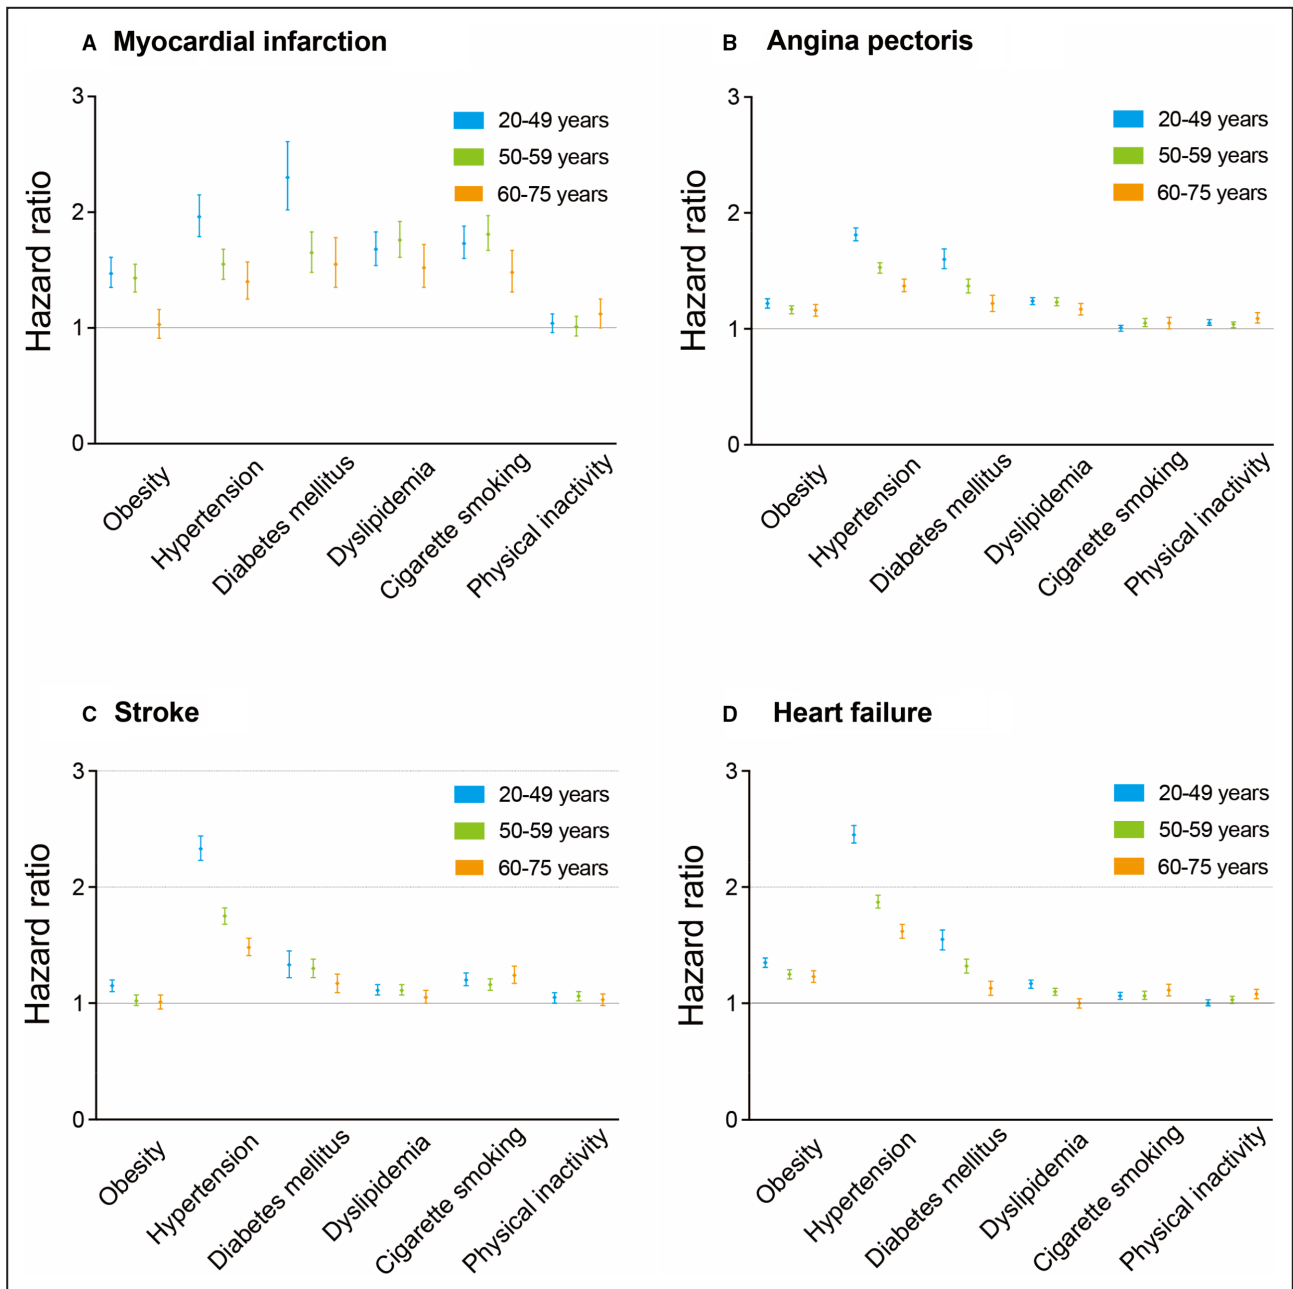 A Myocardial infarction
3
2
1
0
Hazard ratio
20-49 years
50-59 years
60-75 years
Obesity
Hypertension
Diabetes mellitus
Dyslipidemia
Cigarette smoking
Physical inactivity
B Angina pectoris
3
2
1
0
Hazard ratio
20-49 years
50-59 years
60-75 years
Obesity
Hypertension
Diabetes mellitus
Dyslipidemia
Cigarette smoking
Physical inactivity
C Stroke
3
2
1
0
Hazard ratio
20-49 years
50-59 years
60-75 years
Obesity
Hypertension
Diabetes mellitus
Dyslipidemia
Cigarette smoking
Physical inactivity
D Heart failure
3
2
1
0
Hazard ratio
20-49 years
50-59 years
60-75 years
Obesity
Hypertension
Diabetes mellitus
Dyslipidemia
Cigarette smoking
Physical inactivity